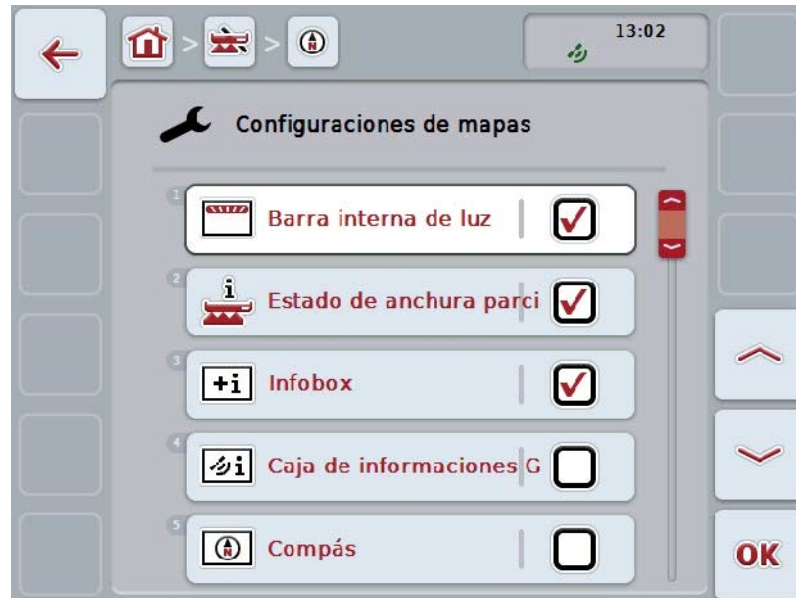 13:02
Configuraciones de mapas
1
Barra interna de luz
2
Estado de anchura parci
3
+i Infobox
4
Caja de informaciones G
5
Compás
OK